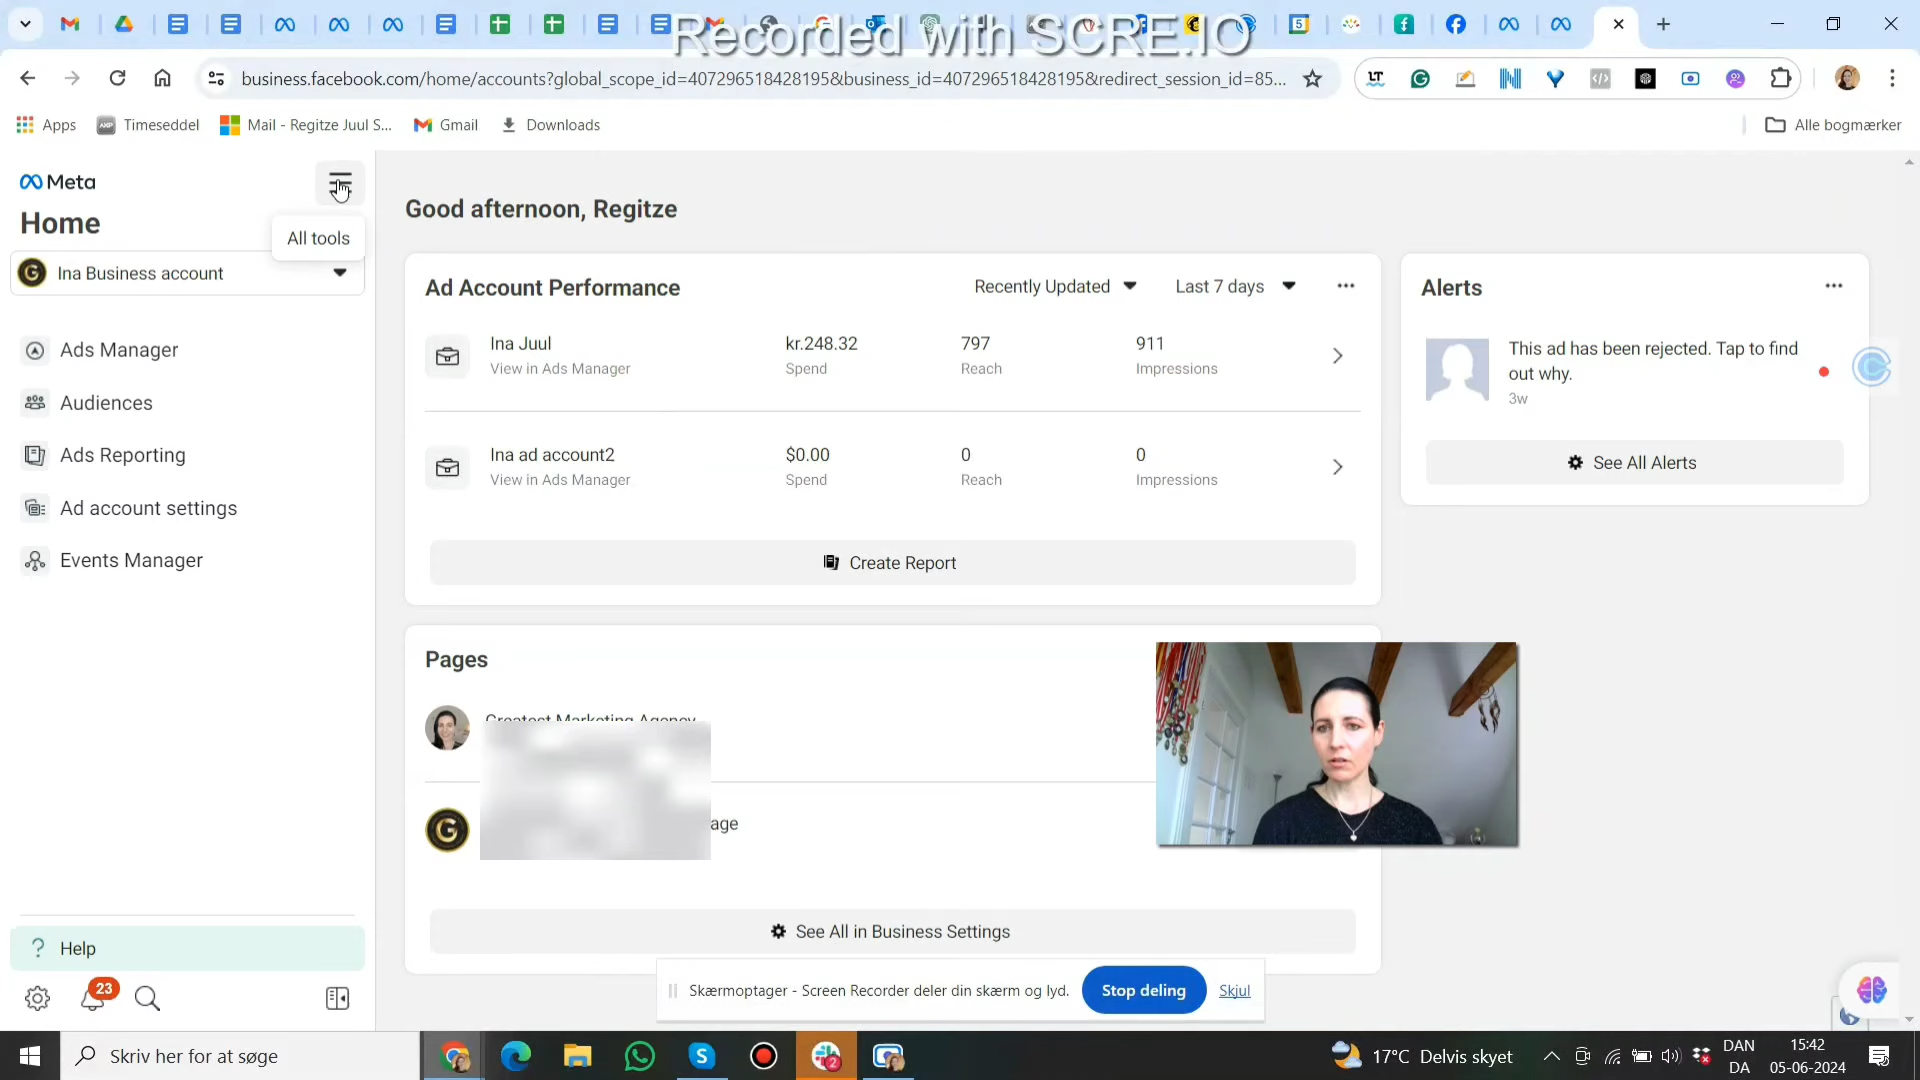 Recorded with SCRE.IO
business.facebook.com/home/accounts?global_scope_id=407296518428195&business_id=407296518428195&redirect_session_id=85...
Apps
Timeseddel
Mail - Regitze Juul S...
Gmail
Downloads
Alle bogmærker
Meta
Home
All tools
Ina Business account
Ads Manager
Audiences
Ads Reporting
Ad account settings
Events Manager
Help
23
Good afternoon, Regitze
Ad Account Performance
Recently Updated
Last 7 days
Ina Juul
View in Ads Manager
kr.248.32
Spend
797
Reach
911
Impressions
Ina ad account2
View in Ads Manager
$0.00
Spend
0
Reach
0
Impressions
Create Report
Alerts
This ad has been rejected. Tap to find
out why.
3w
See All Alerts
Pages
Greatest Marketing Agency
age
See All in Business Settings
Skærmoptager - Screen Recorder deler din skærm og lyd.
Stop deling
Skjul
Skriv her for at søge
2
17°C Delvis skyet
DAN
DA
15:42
05-06-2024